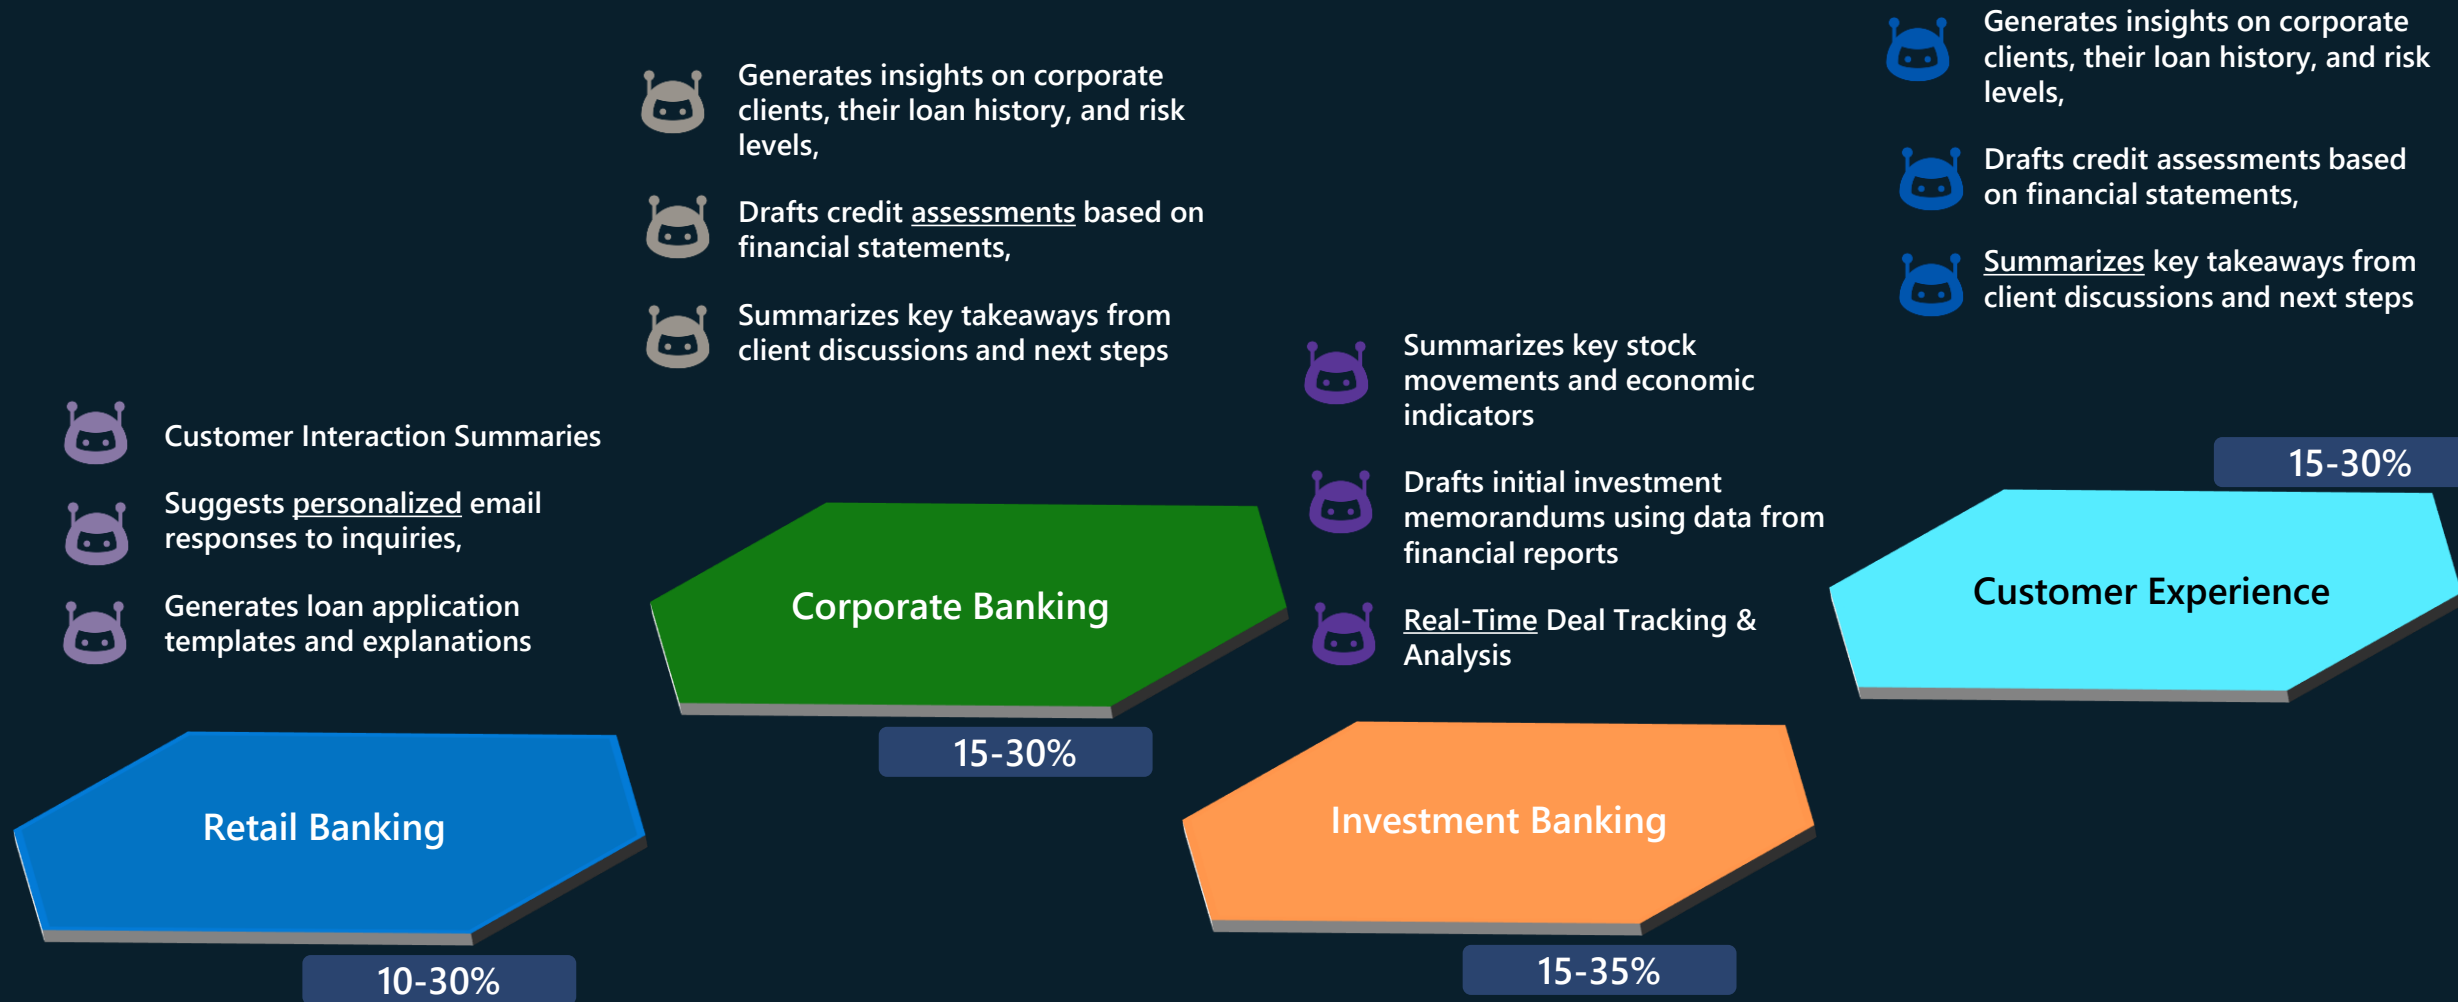 Customer Interaction Summaries
Suggests personalized email
responses to inquiries,
Generates loan application
templates and explanations
Retail Banking
10-30%
Generates insights on corporate
clients, their loan history, and risk
levels,
Drafts credit assessments based on
financial statements,
Summarizes key takeaways from
client discussions and next steps
Corporate Banking
15-30%
Summarizes key stock
movements and economic
indicators
Drafts initial investment
memorandums using data from
financial reports
Real-Time Deal Tracking &
Analysis
Investment Banking
15-35%
Generates insights on corporate
clients, their loan history, and risk
levels,
Drafts credit assessments based
on financial statements,
Summarizes key takeaways from
client discussions and next steps
15-30%
Customer Experience